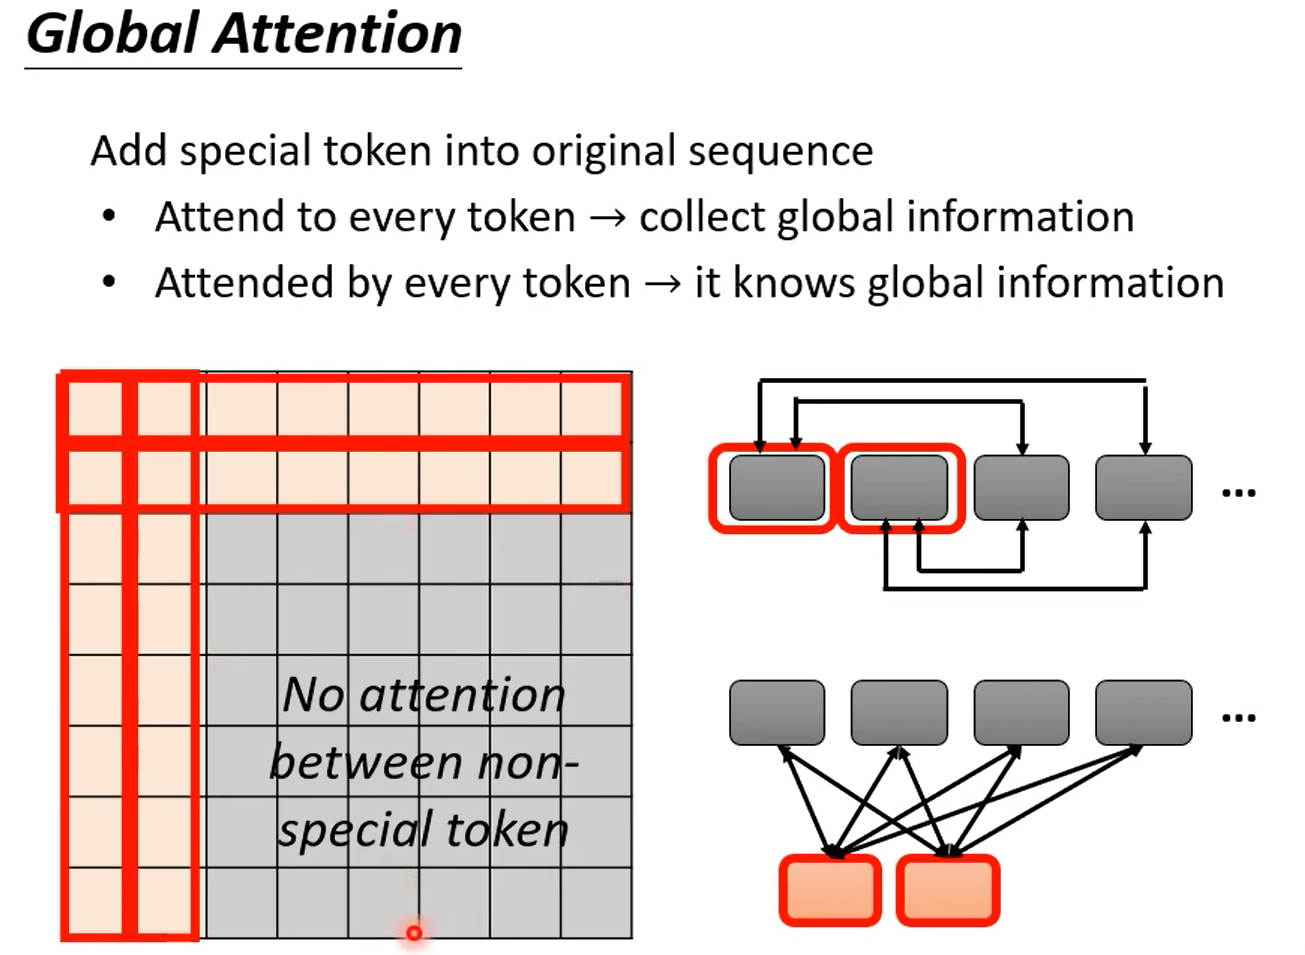 Global Attention
Add special token into original sequence
• Attend to every token → collect global information
• Attended by every token → it knows global information
...
No attention
between non-
special token
...